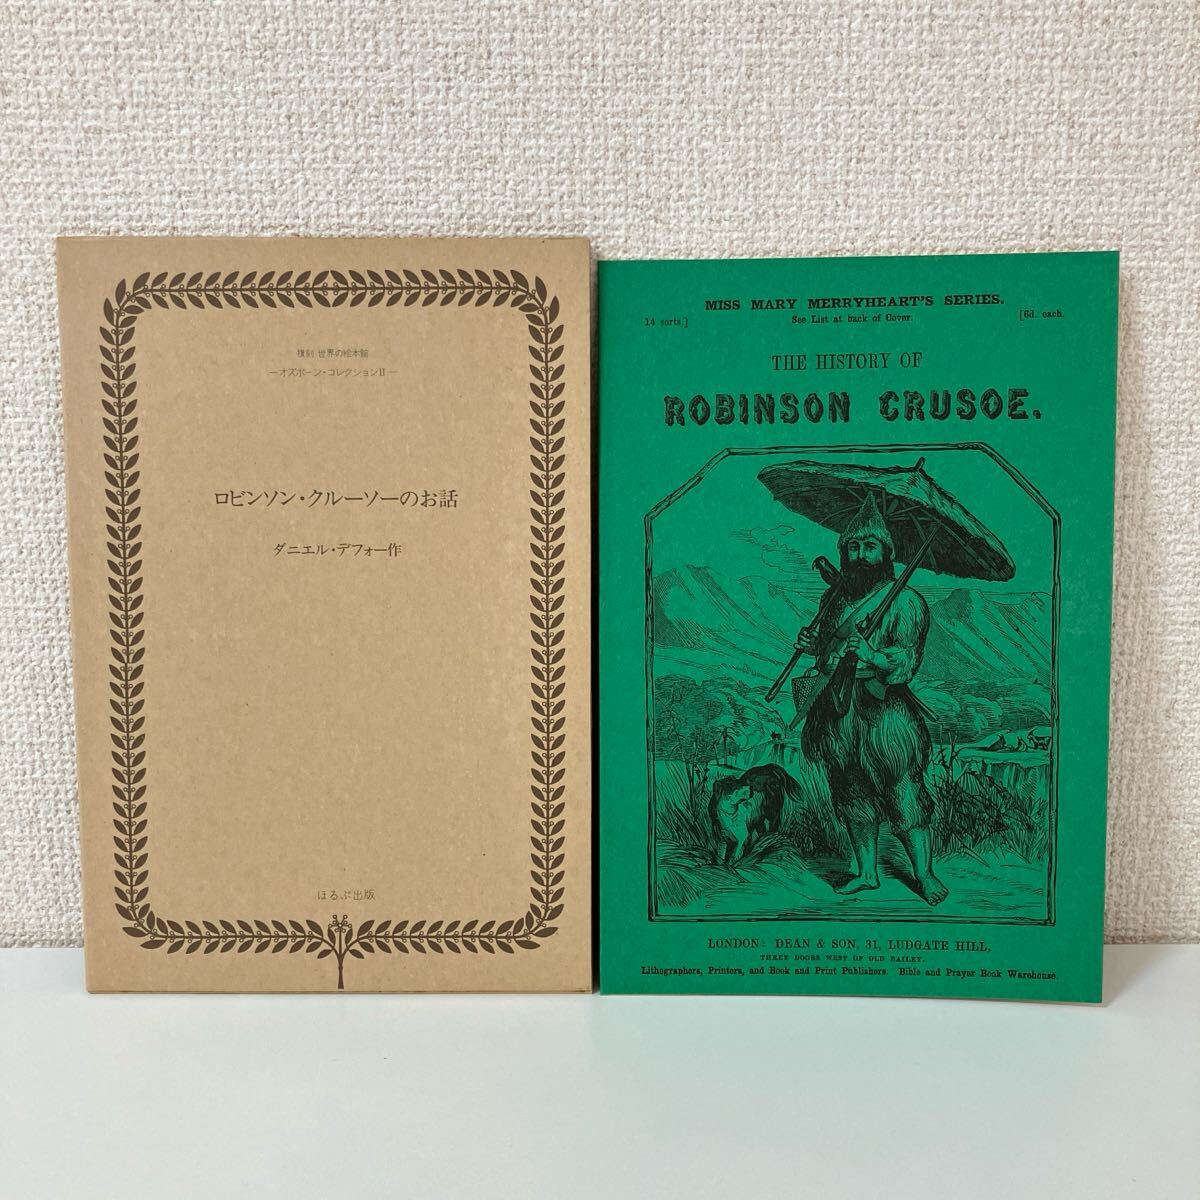 復刻 世界の絵本館
—オズボーン・コレクションII—
ロビンソン・クルーソーのお話
ダニエル・デフォー作
ほるぷ出版
MISS MARY MERRYHEART'S SERIES.
14 sorts.]
See List at back of Cover.
[6d. each.
THE HISTORY OF
ROBINSON CRUSOE.
LONDON: DEAN & SON, 31, LUDGATE HILL,
THREE DOORS WEST OF OLD BAILEY.
Lithographers, Printers, and Book and Print Publishers. Bible and Prayer Book Warehouse.